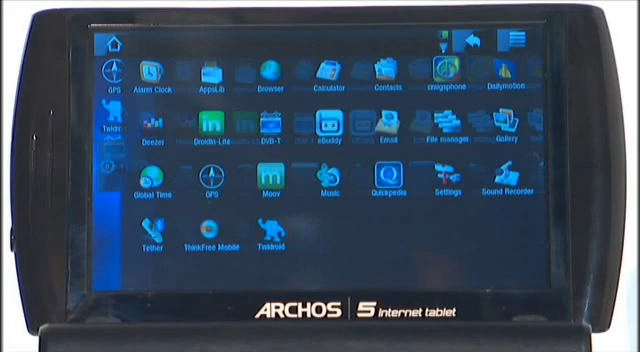 GPS Alarm Clock AppsLib Browser Calculator Contacts craigsphone Dailymotion
Twidro Deezer DroidIn-Lite DVB-T eBuddy Email File manager Gallery
Global Time GPS Moov Music Quickpedia Settings Sound Recorder
Tether ThinkFree Mobile Twidroid
ARCHOS 5 internet tablet